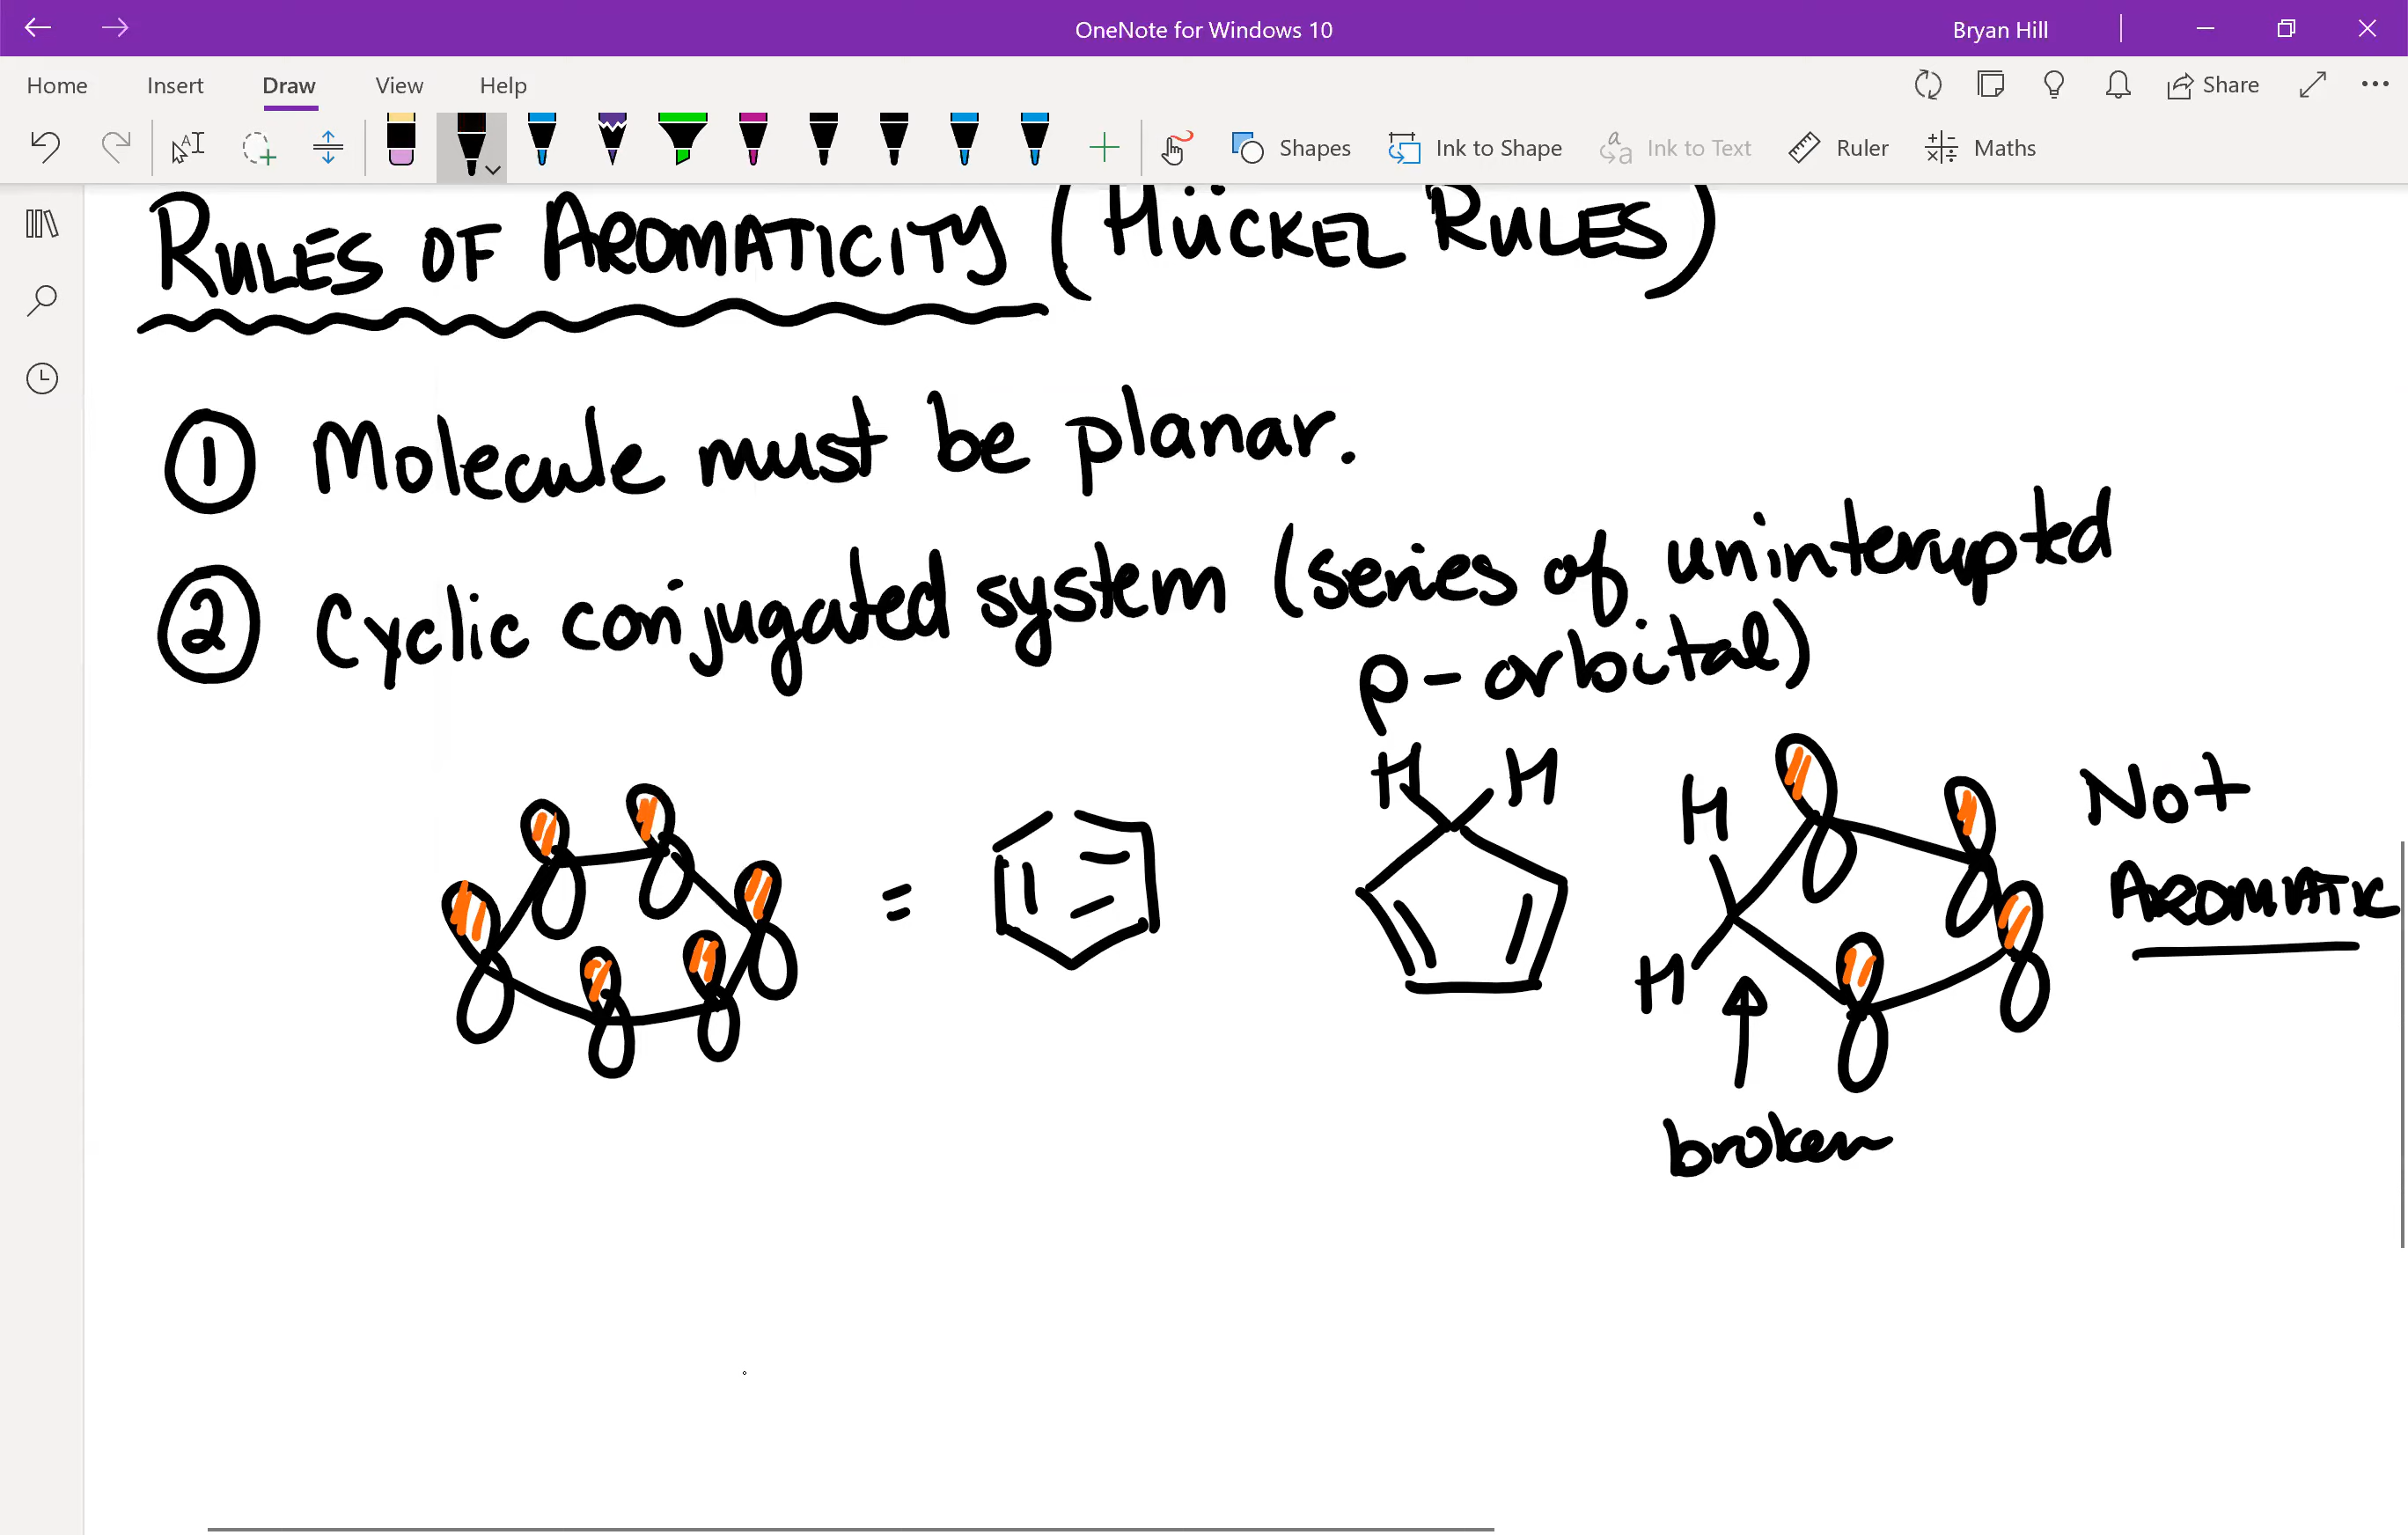 OneNote for Windows 10
Bryan Hill
Home Insert Draw View Help
Share
Shapes Ink to Shape Ink to Text Ruler Maths
RULES OF AROMATICITY (HÜCKEL RULES)
① Molecule must be planar.
② Cyclic conjugated system (series of uninterupted
p-orbital)
H H
H
H
=
Not
AROMATIC
broken